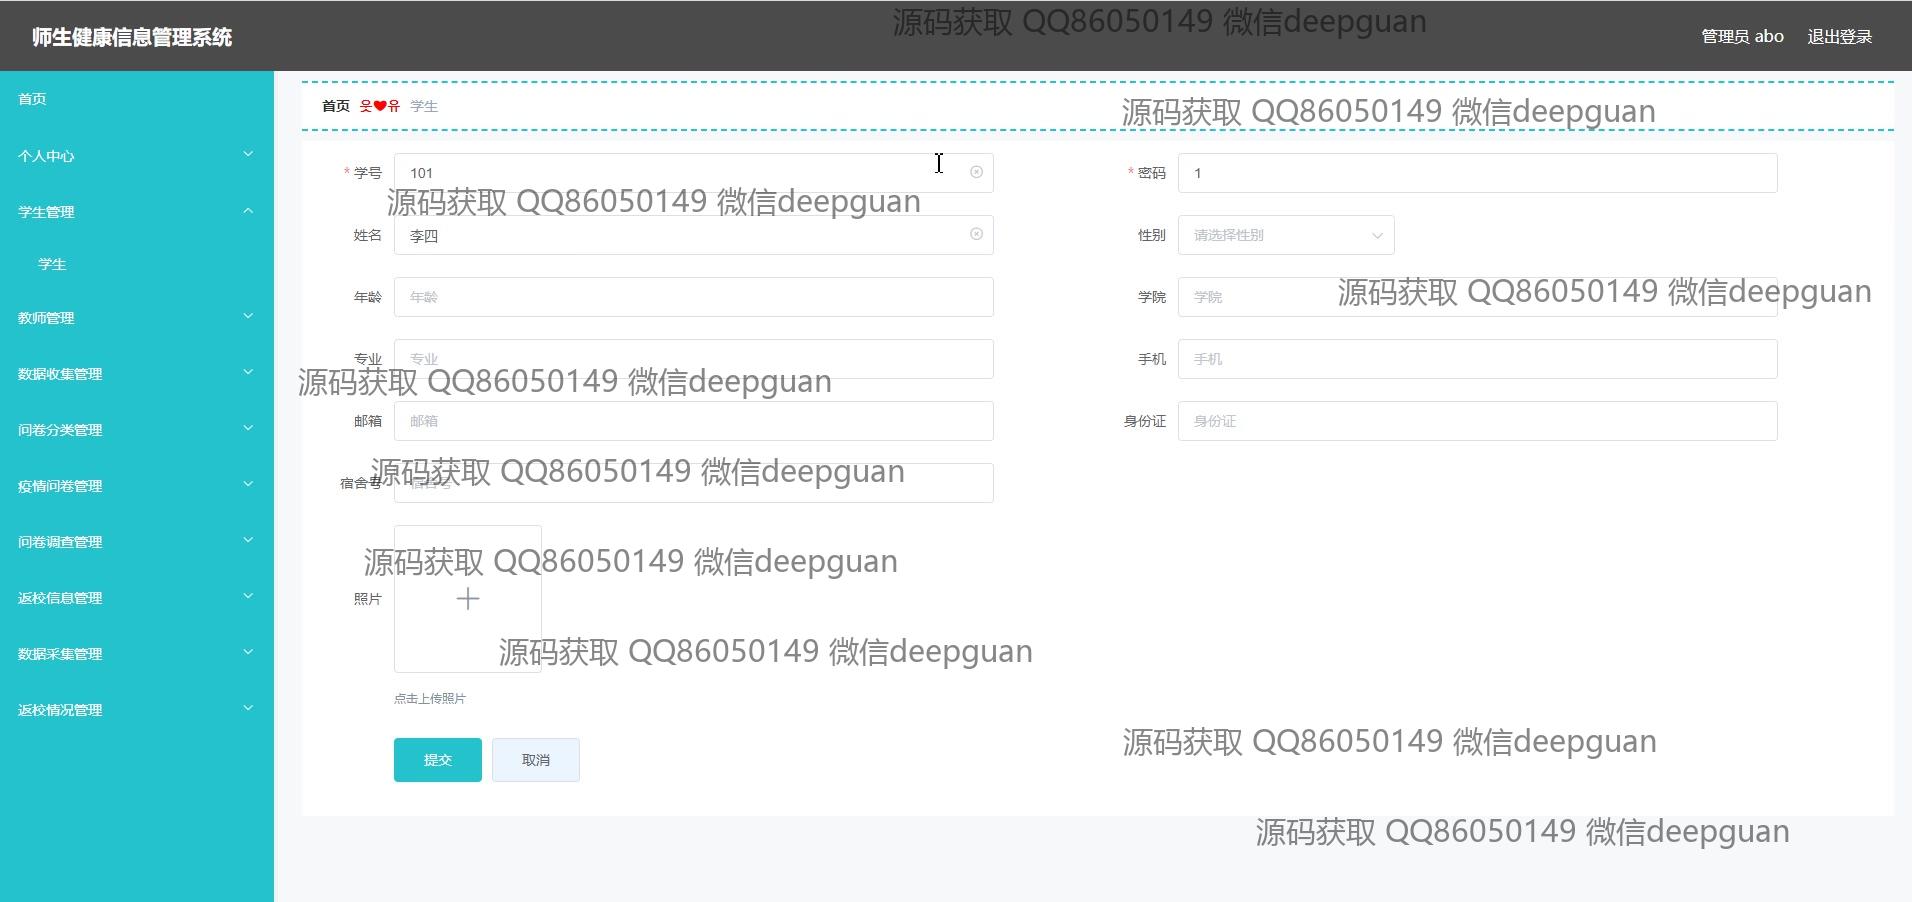 师生健康信息管理系统
源码获取 QQ86050149 微信deepguan
管理员 abo 退出登录
首页
个人中心
学生管理
学生
教师管理
数据收集管理
问卷分类管理
疫情问卷管理
问卷调查管理
返校信息管理
数据采集管理
返校情况管理
首页 웃❤유 学生
源码获取 QQ86050149 微信deepguan
* 学号 101
* 密码 1
源码获取 QQ86050149 微信deepguan
姓名 李四
性别 请选择性别
年龄 年龄
学院 学院
源码获取 QQ86050149 微信deepguan
专业 专业
手机 手机
源码获取 QQ86050149 微信deepguan
邮箱 邮箱
身份证 身份证
源码获取 QQ86050149 微信deepguan
宿舍号 宿舍号
源码获取 QQ86050149 微信deepguan
照片
源码获取 QQ86050149 微信deepguan
点击上传照片
源码获取 QQ86050149 微信deepguan
提交 取消
源码获取 QQ86050149 微信deepguan